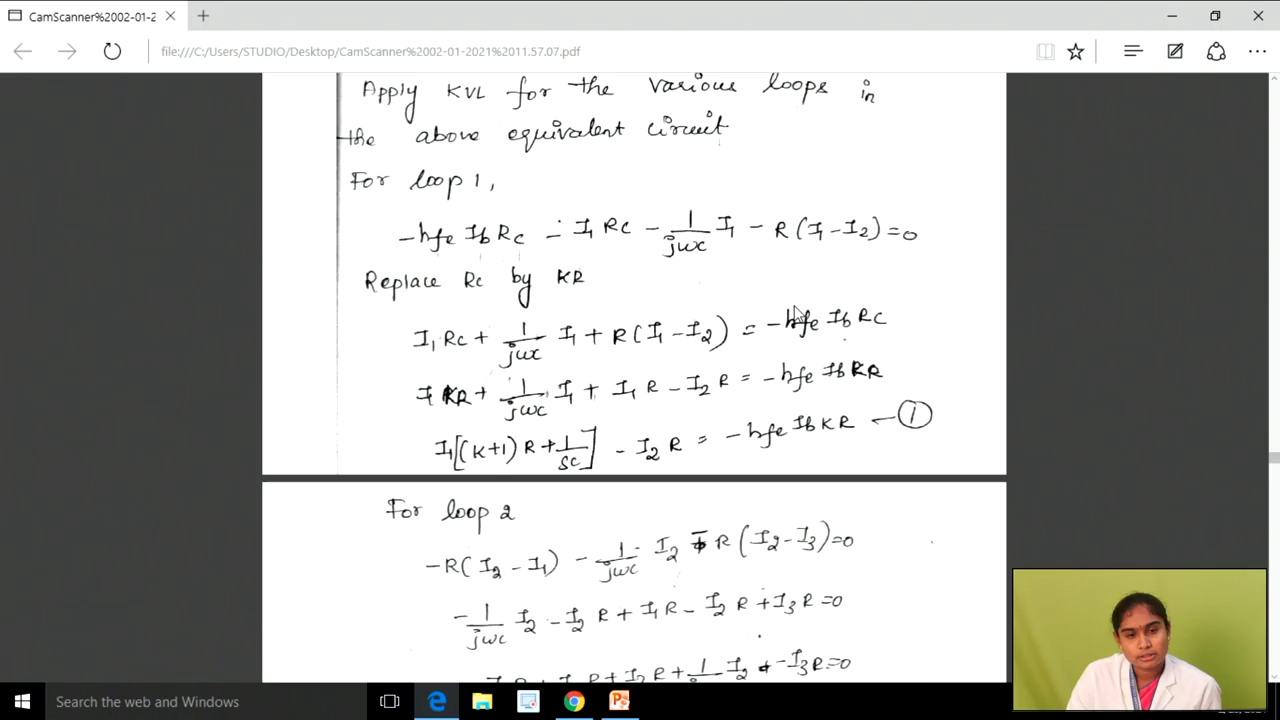 CamScanner%2002-01-2
file:///C:/Users/STUDIO/Desktop/CamScanner%2002-01-2021%2011.57.07.pdf
Apply KVL for the various loops in
the above equivalent circuit
For loop 1,
-hfe Ib Rc - I1 Rc - 1/jωc I1 - R (I1 - I2) = 0
Replace Rc by KR
I1 Rc + 1/jωc I1 + R (I1 - I2) = -hfe Ib Rc
I1 KR + 1/jωc I1 + I1 R - I2 R = -hfe Ib KR
I1 [(K+1) R + 1/sc] - I2 R = -hfe Ib KR - ①
For loop 2
-R (I2 - I1) - 1/jωc I2 - R (I2 - I3) = 0
- 1/jωc I2 - I2 R + I1 R - I2 R + I3 R = 0
R + I2 R + 1/j I2 - I3 R = 0
Search the web and Windows